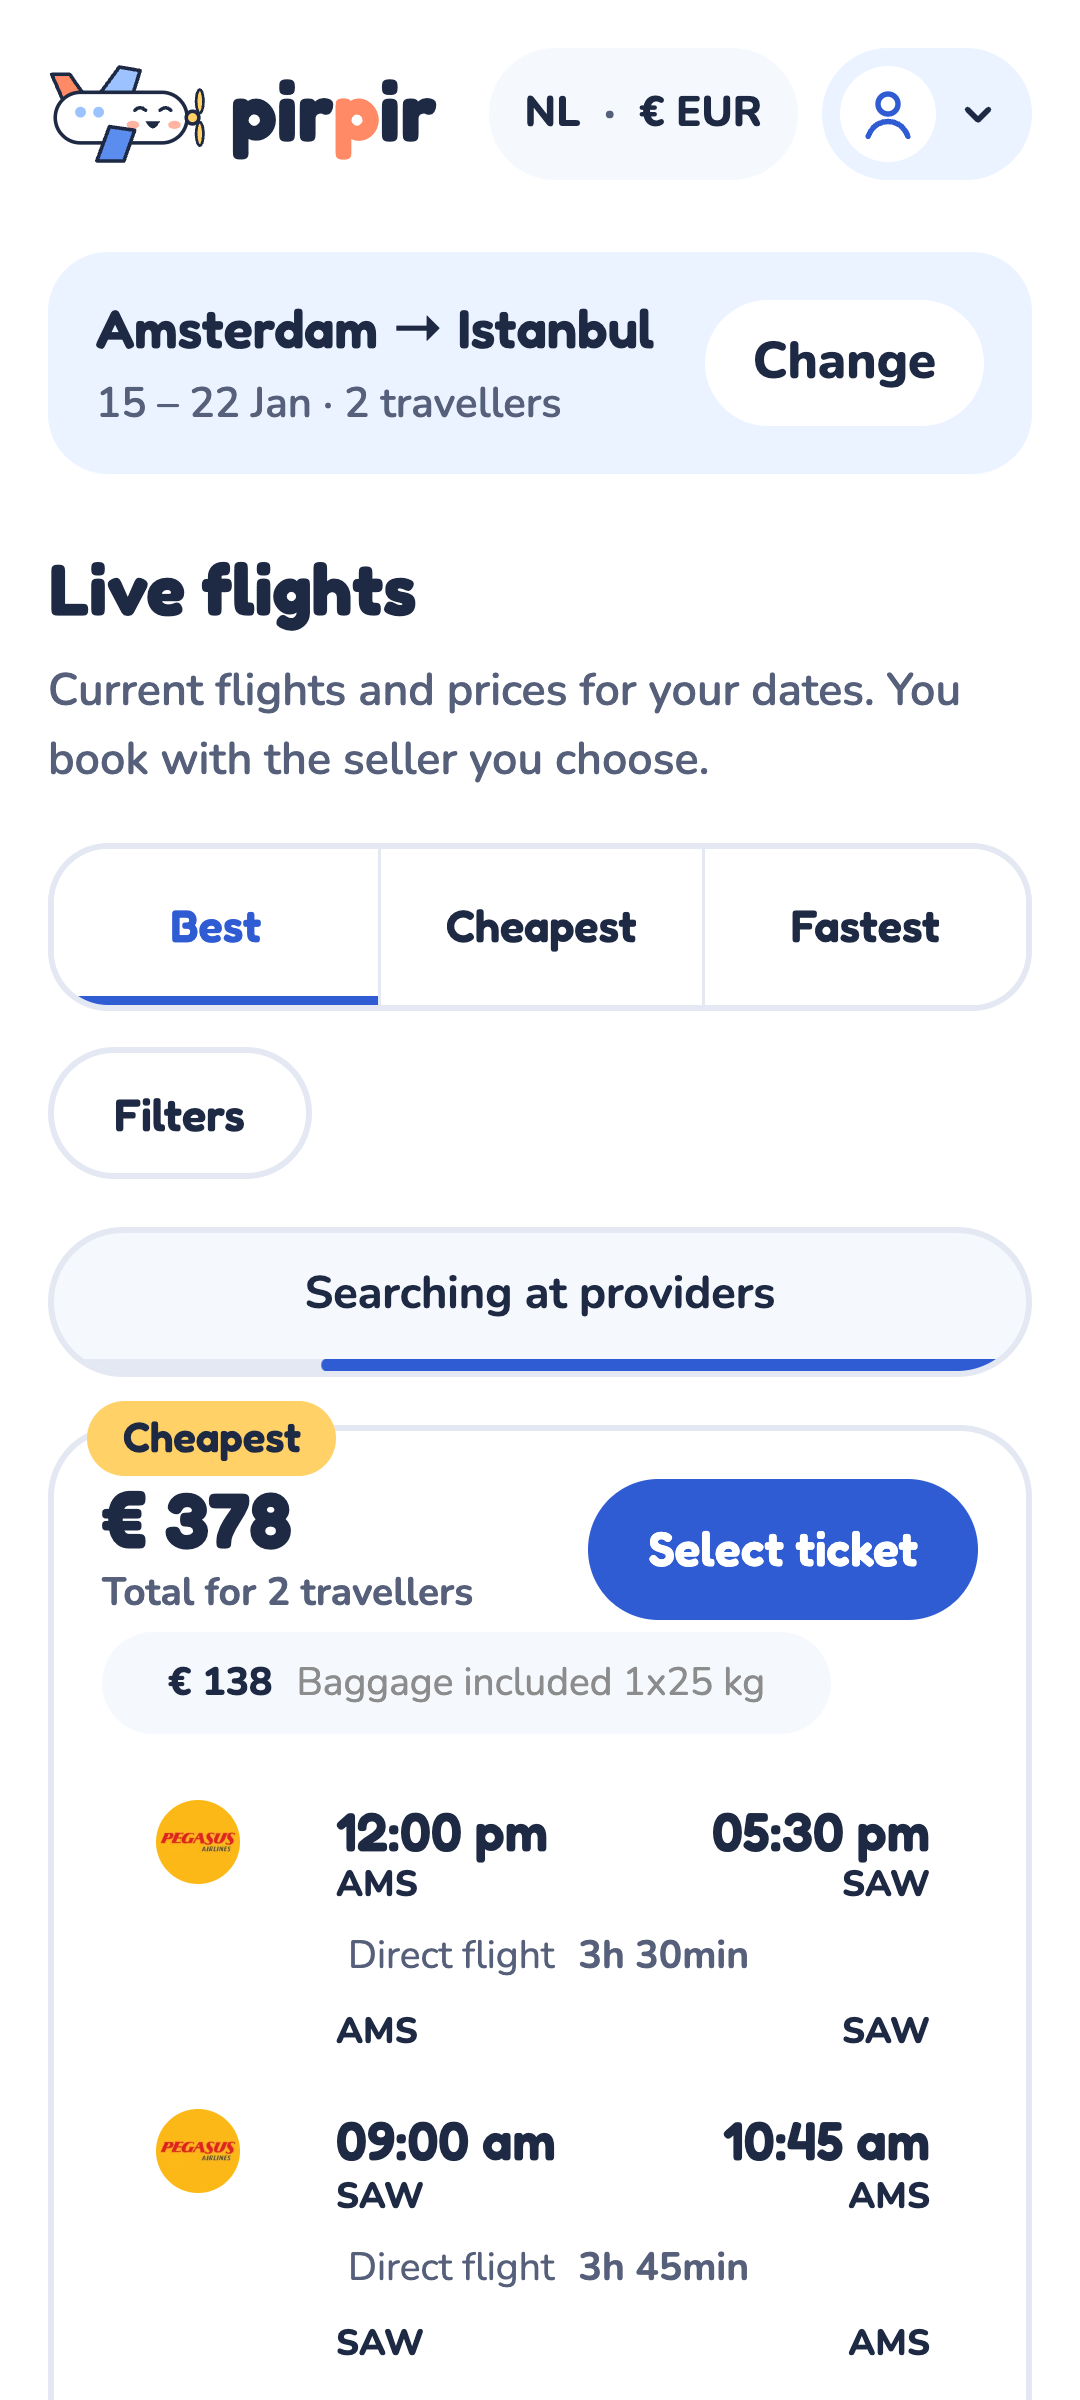 pirpir
NL · € EUR
Amsterdam → Istanbul
15 – 22 Jan · 2 travellers
Change
Live flights
Current flights and prices for your dates. You
book with the seller you choose.
Best
Cheapest
Fastest
Filters
Searching at providers
Cheapest
€ 378
Total for 2 travellers
Select ticket
€ 138 Baggage included 1x25 kg
PEGASUS
AIRLINES
12:00 pm
05:30 pm
AMS
SAW
Direct flight 3h 30min
AMS
SAW
PEGASUS
AIRLINES
09:00 am
10:45 am
SAW
AMS
Direct flight 3h 45min
SAW
AMS